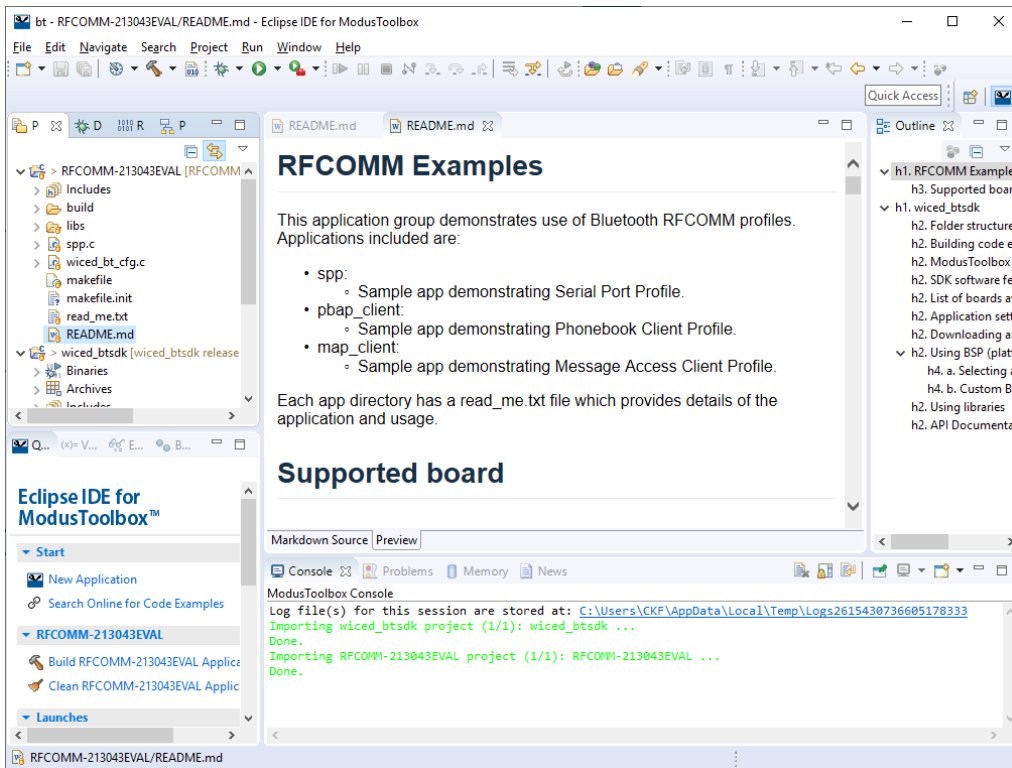 bt - RFCOMM-213043EVAL/README.md - Eclipse IDE for ModusToolbox
File Edit Navigate Search Project Run Window Help
Quick Access
P D R P
> RFCOMM-213043EVAL [RFCOMM
Includes
build
libs
spp.c
wiced_bt_cfg.c
makefile
makefile.init
read_me.txt
README.md
> wiced_btsdk [wiced_btsdk release
Binaries
Archives
Includes
README.md README.md
RFCOMM Examples
This application group demonstrates use of Bluetooth RFCOMM profiles.
Applications included are:
• spp:
◦ Sample app demonstrating Serial Port Profile.
• pbap_client:
◦ Sample app demonstrating Phonebook Client Profile.
• map_client:
◦ Sample app demonstrating Message Access Client Profile.
Each app directory has a read_me.txt file which provides details of the
application and usage.
Supported board
Markdown Source Preview
Outline
h1. RFCOMM Example
h3. Supported boar
h1. wiced_btsdk
h2. Folder structure
h2. Building code e
h2. ModusToolbox
h2. SDK software fe
h2. List of boards a
h2. Application sett
h2. Downloading a
h2. Using BSP (platf
h4. a. Selecting a
h4. b. Custom B
h2. Using libraries
h2. API Documenta
Q... (x)= V... E... B...
Eclipse IDE for
ModusToolbox™
Start
New Application
Search Online for Code Examples
RFCOMM-213043EVAL
Build RFCOMM-213043EVAL Applica
Clean RFCOMM-213043EVAL Applic
Launches
Console Problems Memory News
ModusToolbox Console
Log file(s) for this session are stored at: C:\Users\CKF\AppData\Local\Temp\Logs2615430736605178333
Importing wiced_btsdk project (1/1): wiced_btsdk ...
Done.
Importing RFCOMM-213043EVAL project (1/1): RFCOMM-213043EVAL ...
Done.
RFCOMM-213043EVAL/README.md